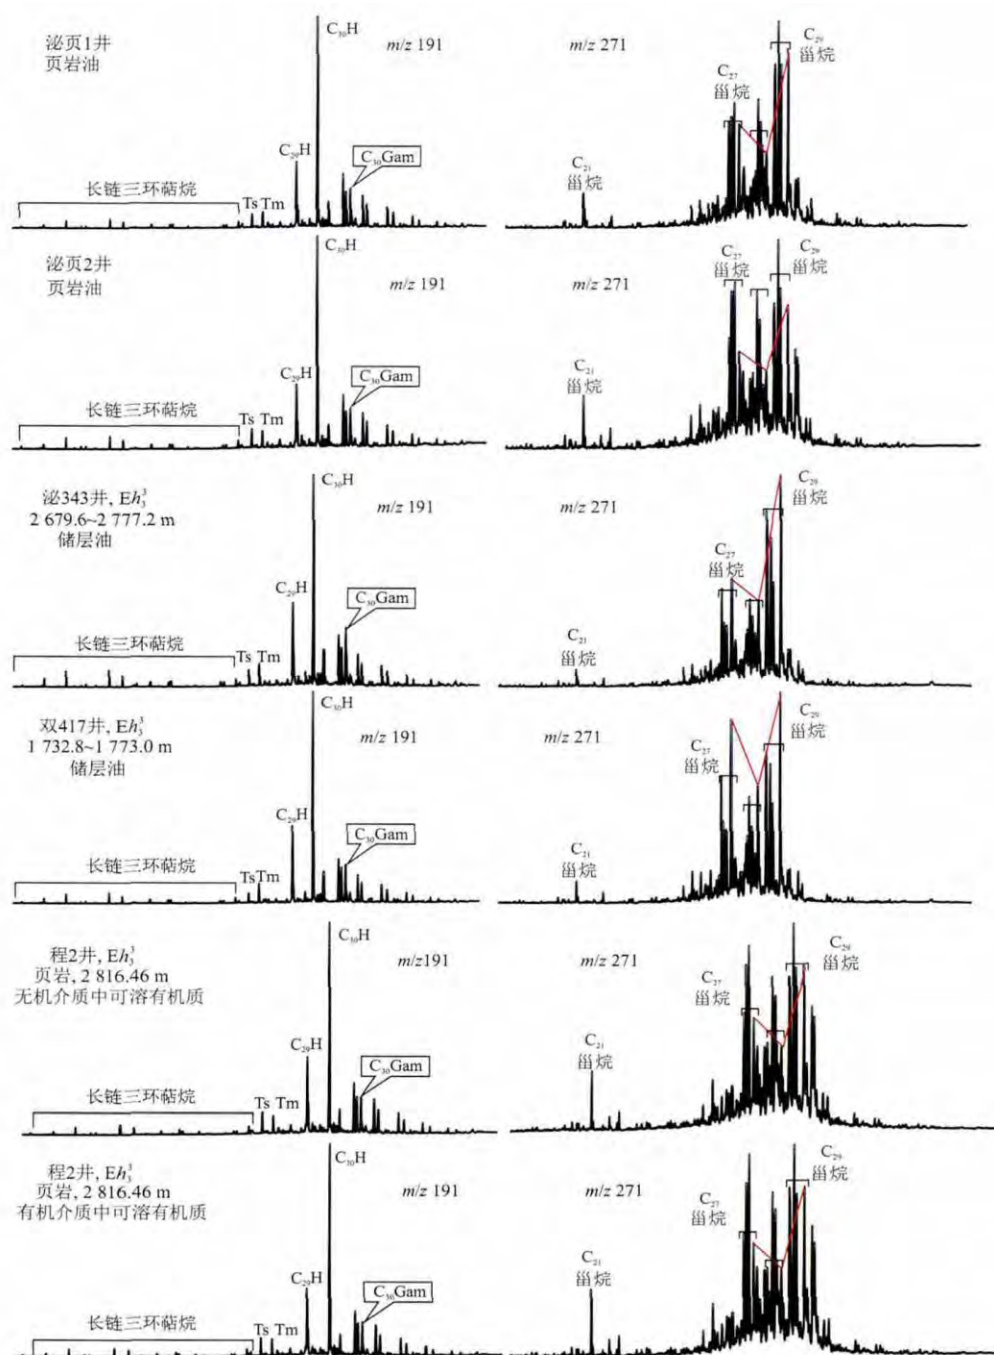 泌页1井
页岩油
C₃₀H
m/z 191
C₂₉H
C₃₀Gam
长链三环萜烷
Ts Tm
m/z 271
C₂₁
甾烷
C₂₇
甾烷
C₂₉
甾烷
泌页2井
页岩油
C₃₀H
m/z 191
C₂₉H
C₃₀Gam
长链三环萜烷
Ts Tm
m/z 271
C₂₁
甾烷
C₂₇
甾烷
C₂₉
甾烷
泌343井, Eh₃³
2 679.6~2 777.2 m
储层油
C₃₀H
m/z 191
C₂₉H
C₃₀Gam
长链三环萜烷
Ts Tm
m/z 271
C₂₁
甾烷
C₂₇
甾烷
C₂₉
甾烷
双417井, Eh₃³
1 732.8~1 773.0 m
储层油
C₃₀H
m/z 191
C₂₉H
C₃₀Gam
长链三环萜烷
TsTm
m/z 271
C₂₁
甾烷
C₂₇
甾烷
C₂₉
甾烷
程2井, Eh₃³
页岩, 2 816.46 m
无机介质中可溶有机质
C₃₀H
m/z191
C₂₉H
C₃₀Gam
长链三环萜烷
Ts Tm
m/z 271
C₂₁
甾烷
C₂₇
甾烷
C₂₉
甾烷
程2井, Eh₃³
页岩, 2 816.46 m
有机介质中可溶有机质
C₃₀H
m/z 191
C₂₉H
C₃₀Gam
长链三环萜烷
Ts Tm
m/z 271
C₂₁
甾烷
C₂₇
甾烷
C₂₉
甾烷